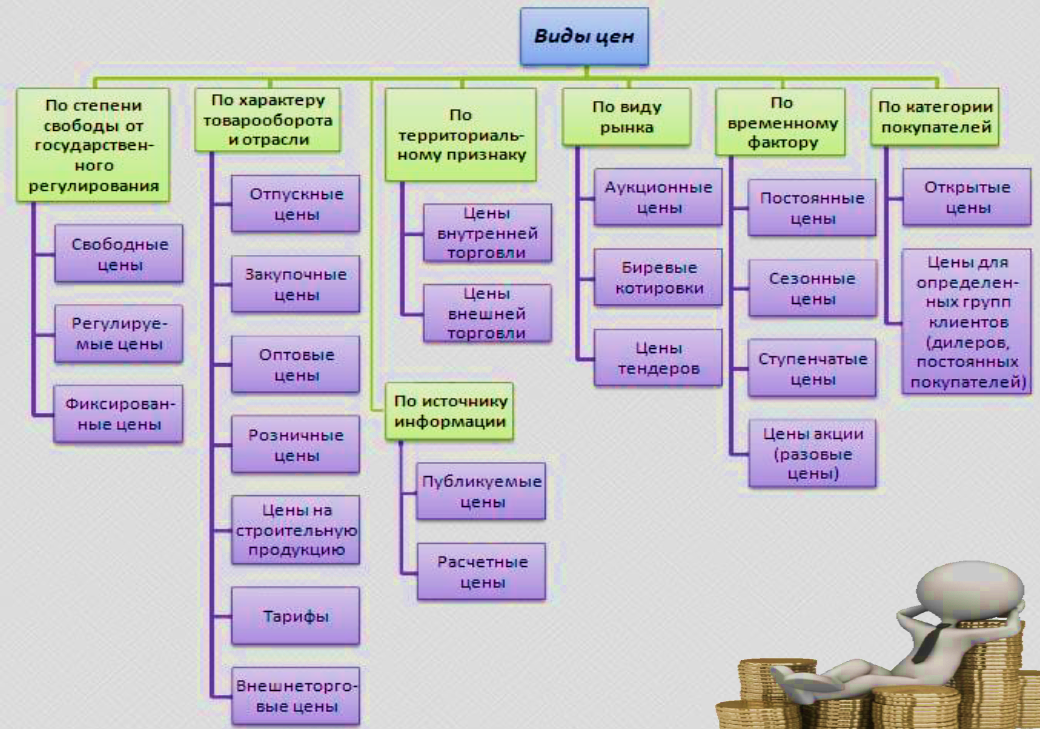 Виды цен
По степени
свободы от
государствен-
ного
регулирования
Свободные
цены
Регулируе-
мые цены
Фиксирован-
ные цены
По характеру
товарооборота
и отрасли
Отпускные
цены
Закупочные
цены
Оптовые
цены
Розничные
цены
Цены на
строительную
продукцию
Тарифы
Внешнеторго-
вые цены
По
территориаль-
ному признаку
Цены
внутренней
торговли
Цены
внешней
торговли
По источнику
информации
Публикуемые
цены
Расчетные
цены
По виду
рынка
Аукционные
цены
Биревые
котировки
Цены
тендеров
По
временному
фактору
Постоянные
цены
Сезонные
цены
Ступенчатые
цены
Цены акции
(разовые
цены)
По категории
покупателей
Открытые
цены
Цены для
определен-
ных групп
клиентов
(дилеров,
постоянных
покупателей)